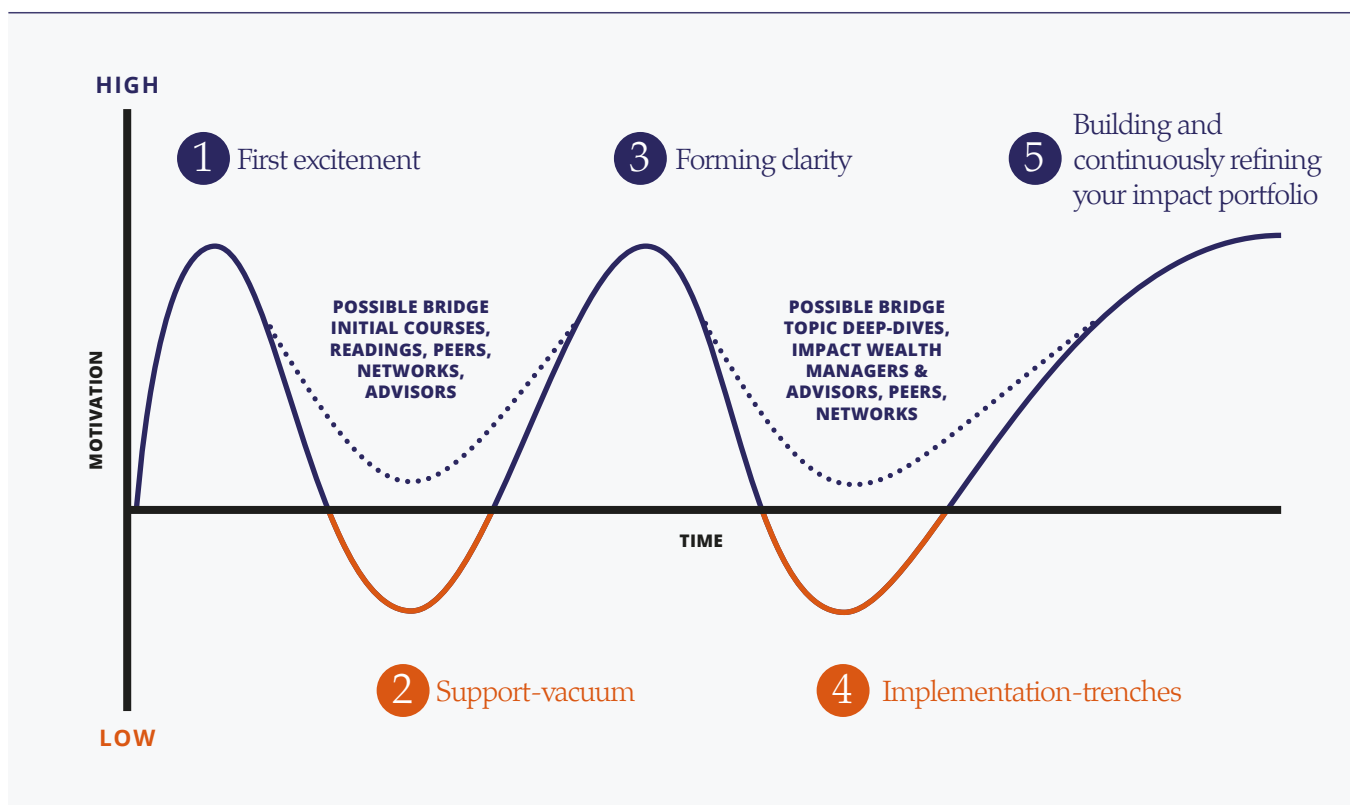 HIGH
1 First excitement
3 Forming clarity
5 Building and
continuously refining
your impact portfolio
POSSIBLE BRIDGE
INITIAL COURSES,
READINGS, PEERS,
NETWORKS,
ADVISORS
POSSIBLE BRIDGE
TOPIC DEEP-DIVES,
IMPACT WEALTH
MANAGERS &
ADVISORS, PEERS,
NETWORKS
MOTIVATION
TIME
2 Support-vacuum
4 Implementation-trenches
LOW